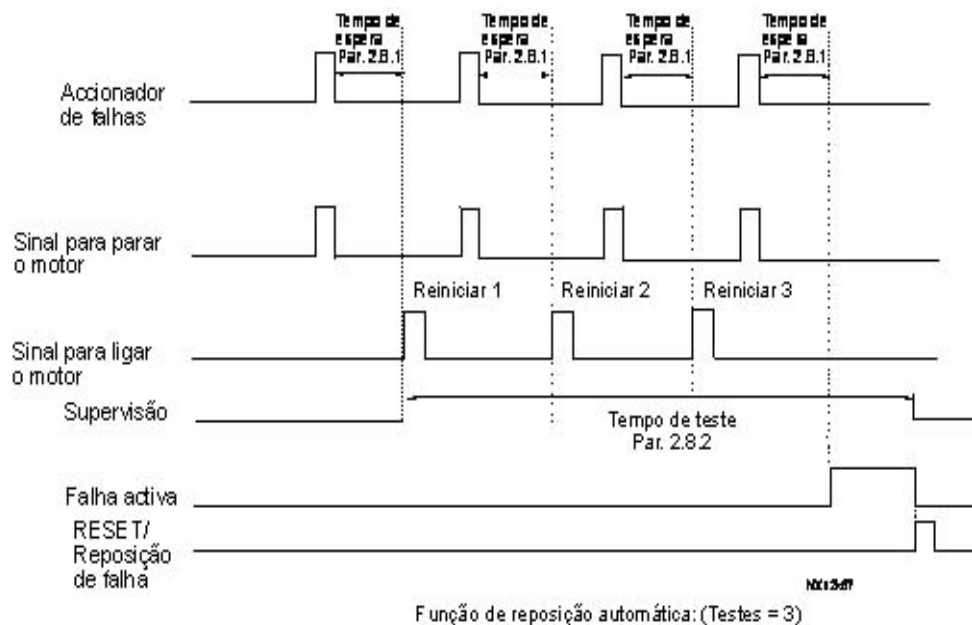 Tempo de
espera
Par. 2.8.1
Tempo de
espera
Par. 2.8.1
Tempo de
espera
Par. 2.8.1
Tempo de
espera
Par. 2.8.1
Accionador
de falhas
Sinal para parar
o motor
Reiniciar 1
Reiniciar 2
Reiniciar 3
Sinal para ligar
o motor
Supervisão
Tempo de teste
Par. 2.8.2
Falha activa
RESET/
Reposição
de falha
Função de reposição automática: (Testes = 3)